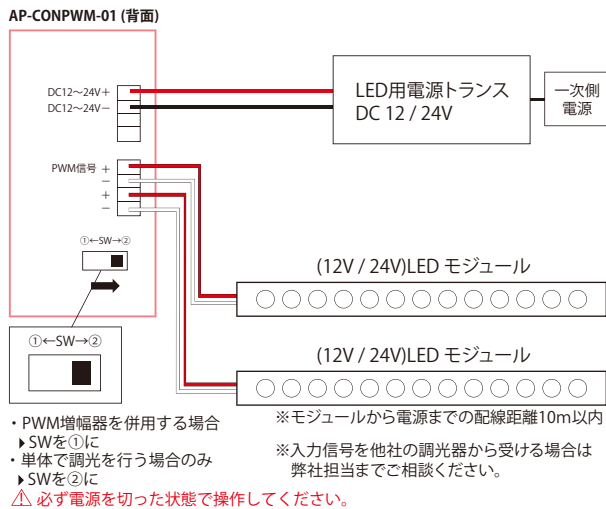 AP-CONPWM-01 (背面)
DC12～24V＋
DC12～24V－
LED用電源トランス
DC 12 / 24V
一次側
電源
PWM信号 ＋
－
＋
－
①←SW→②
(12V / 24V)LED モジュール
①←SW→②
(12V / 24V)LED モジュール
・PWM増幅器を併用する場合
▶SWを①に
・単体で調光を行う場合のみ
▶SWを②に
⚠ 必ず電源を切った状態で操作してください。
※モジュールから電源までの配線距離10m以内
※入力信号を他社の調光器から受ける場合は
弊社担当までご相談ください。